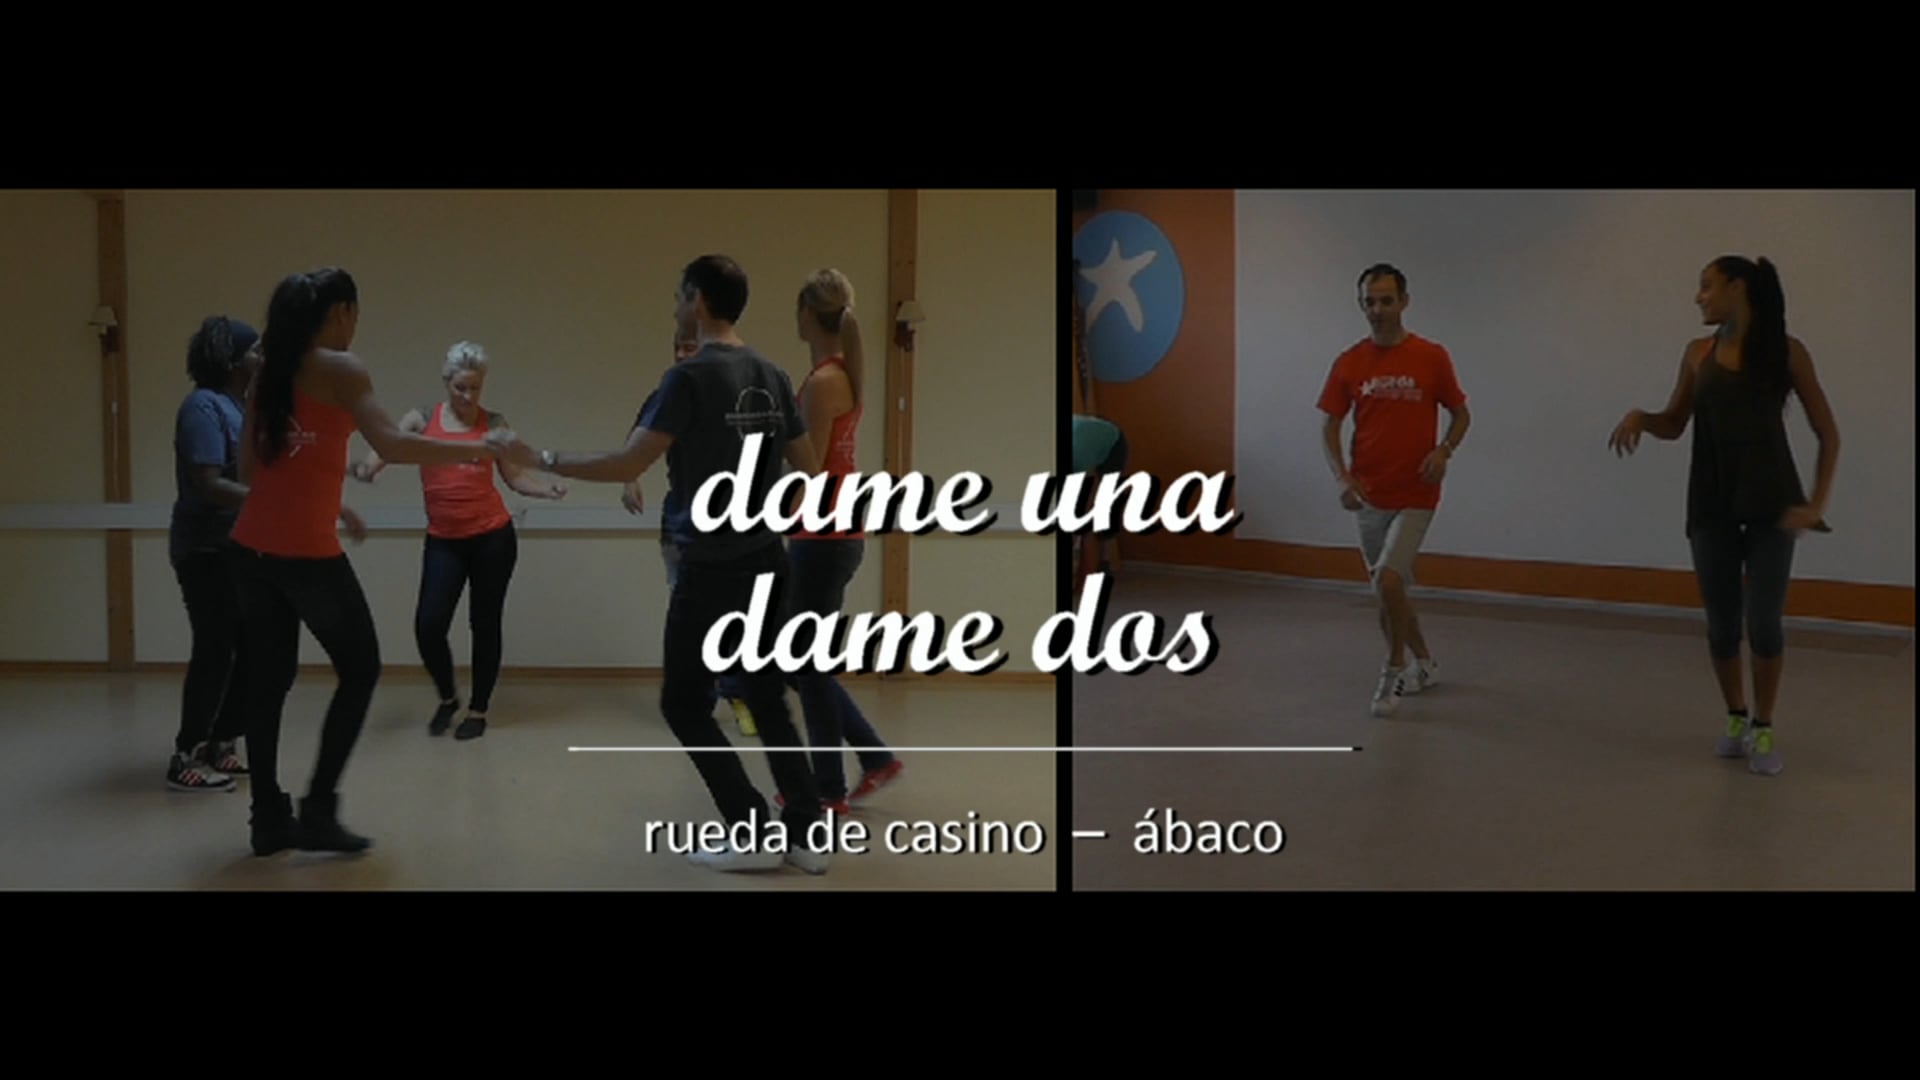 dame una
dame dos
rueda de casino – ábaco